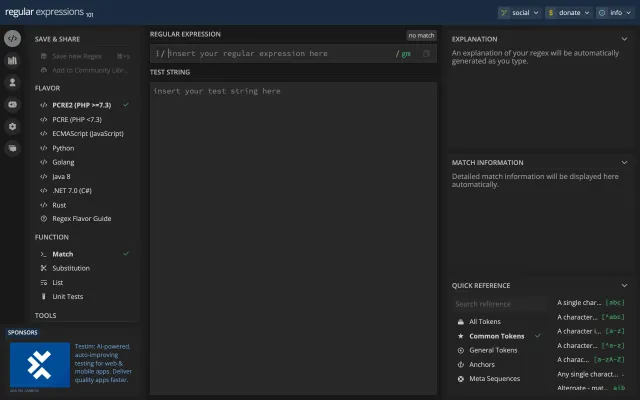 regular expressions 101
social
donate
info
SAVE & SHARE
Save new Regex
⌘+s
Add to Community Libr...
FLAVOR
PCRE2 (PHP >=7.3)
PCRE (PHP <7.3)
ECMAScript (JavaScript)
Python
Golang
Java 8
.NET 7.0 (C#)
Rust
Regex Flavor Guide
FUNCTION
Match
Substitution
List
Unit Tests
TOOLS
SPONSORS
Testim: AI-powered, auto-improving testing for web & mobile apps. Deliver quality apps faster.
REGULAR EXPRESSION
no match
/ insert your regular expression here / gm
TEST STRING
insert your test string here
EXPLANATION
An explanation of your regex will be automatically
generated as you type.
MATCH INFORMATION
Detailed match information will be displayed here
automatically.
QUICK REFERENCE
Search reference
All Tokens
Common Tokens
General Tokens
Anchors
Meta Sequences
A single char... [abc]
A character... [^abc]
A character i... [a-z]
A character... [^a-z]
A charac... [a-zA-Z]
Any single charact... .
Alternate - mat... a|b